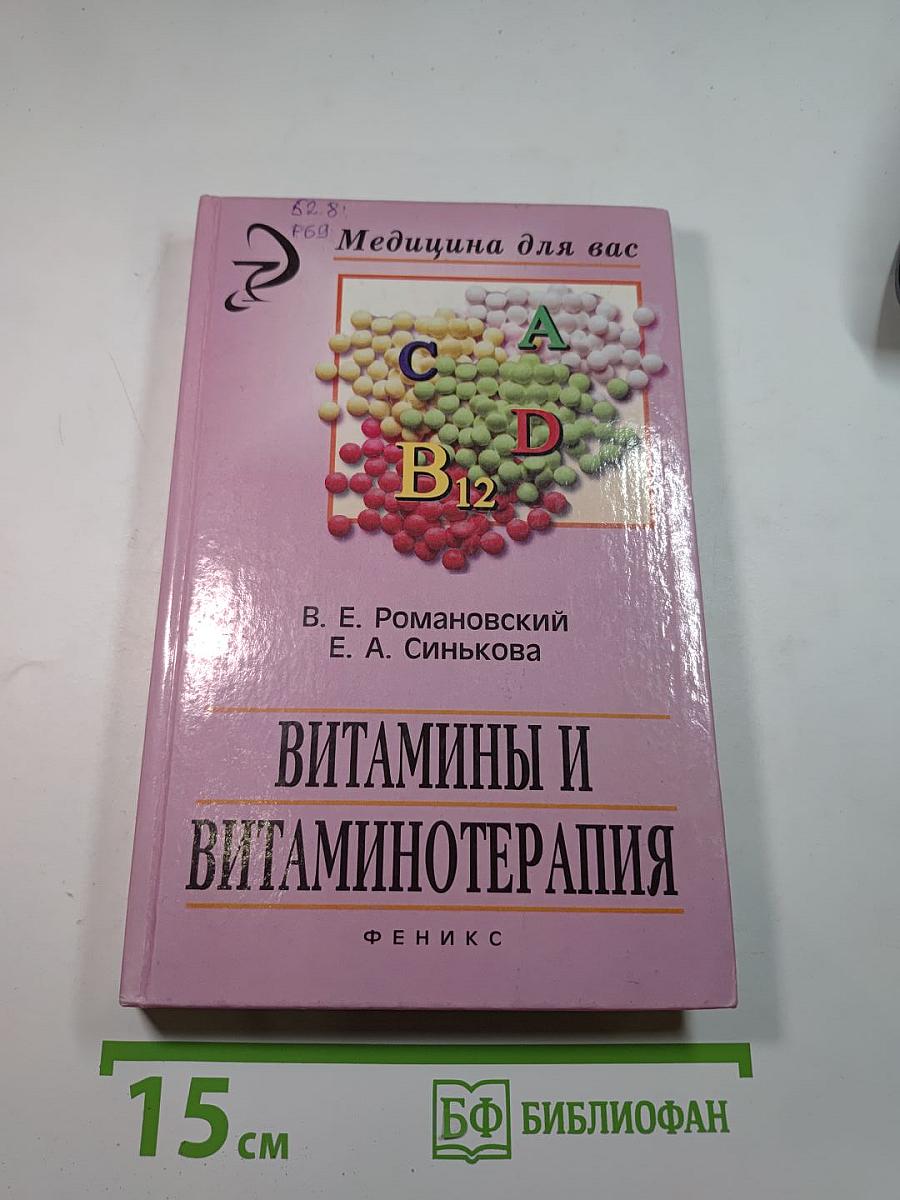 52.8
Р69
Медицина для вас
A
C
D
B12
В. Е. Романовский
Е. А. Синькова
ВИТАМИНЫ И
ВИТАМИНОТЕРАПИЯ
ФЕНИКС
15 см
БФ БИБЛИОФАН